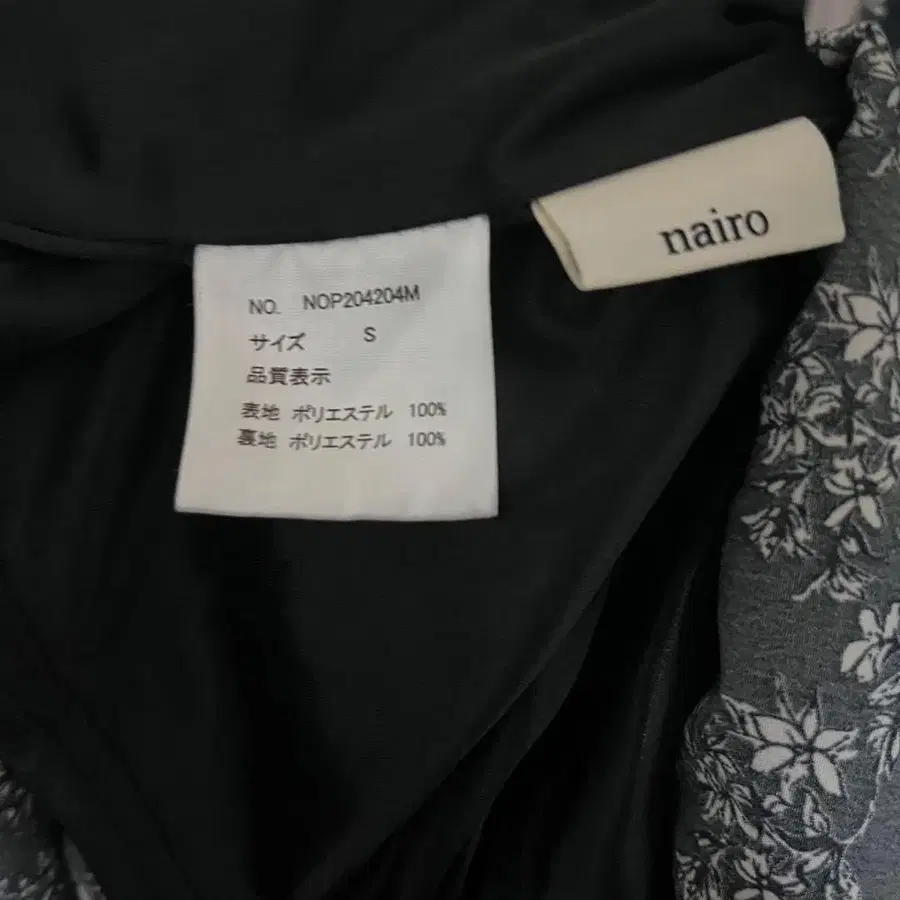 nairo
NO. NOP204204M
サイズ S
品質表示
表地 ポリエステル 100%
裏地 ポリエステル 100%